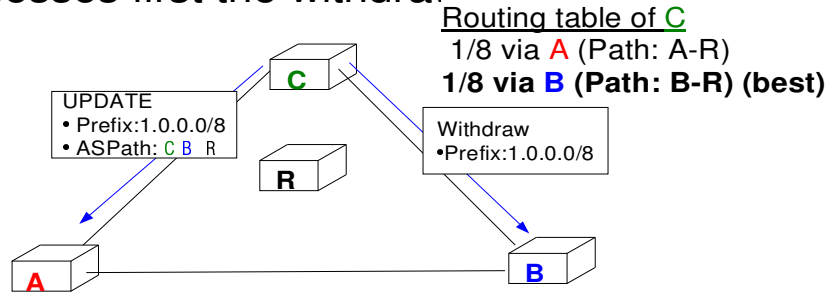 Routing table of C
1/8 via A (Path: A-R)
1/8 via B (Path: B-R) (best)
C
UPDATE
• Prefix:1.0.0.0/8
• ASPath: C B R
Withdraw
•Prefix:1.0.0.0/8
R
A
B